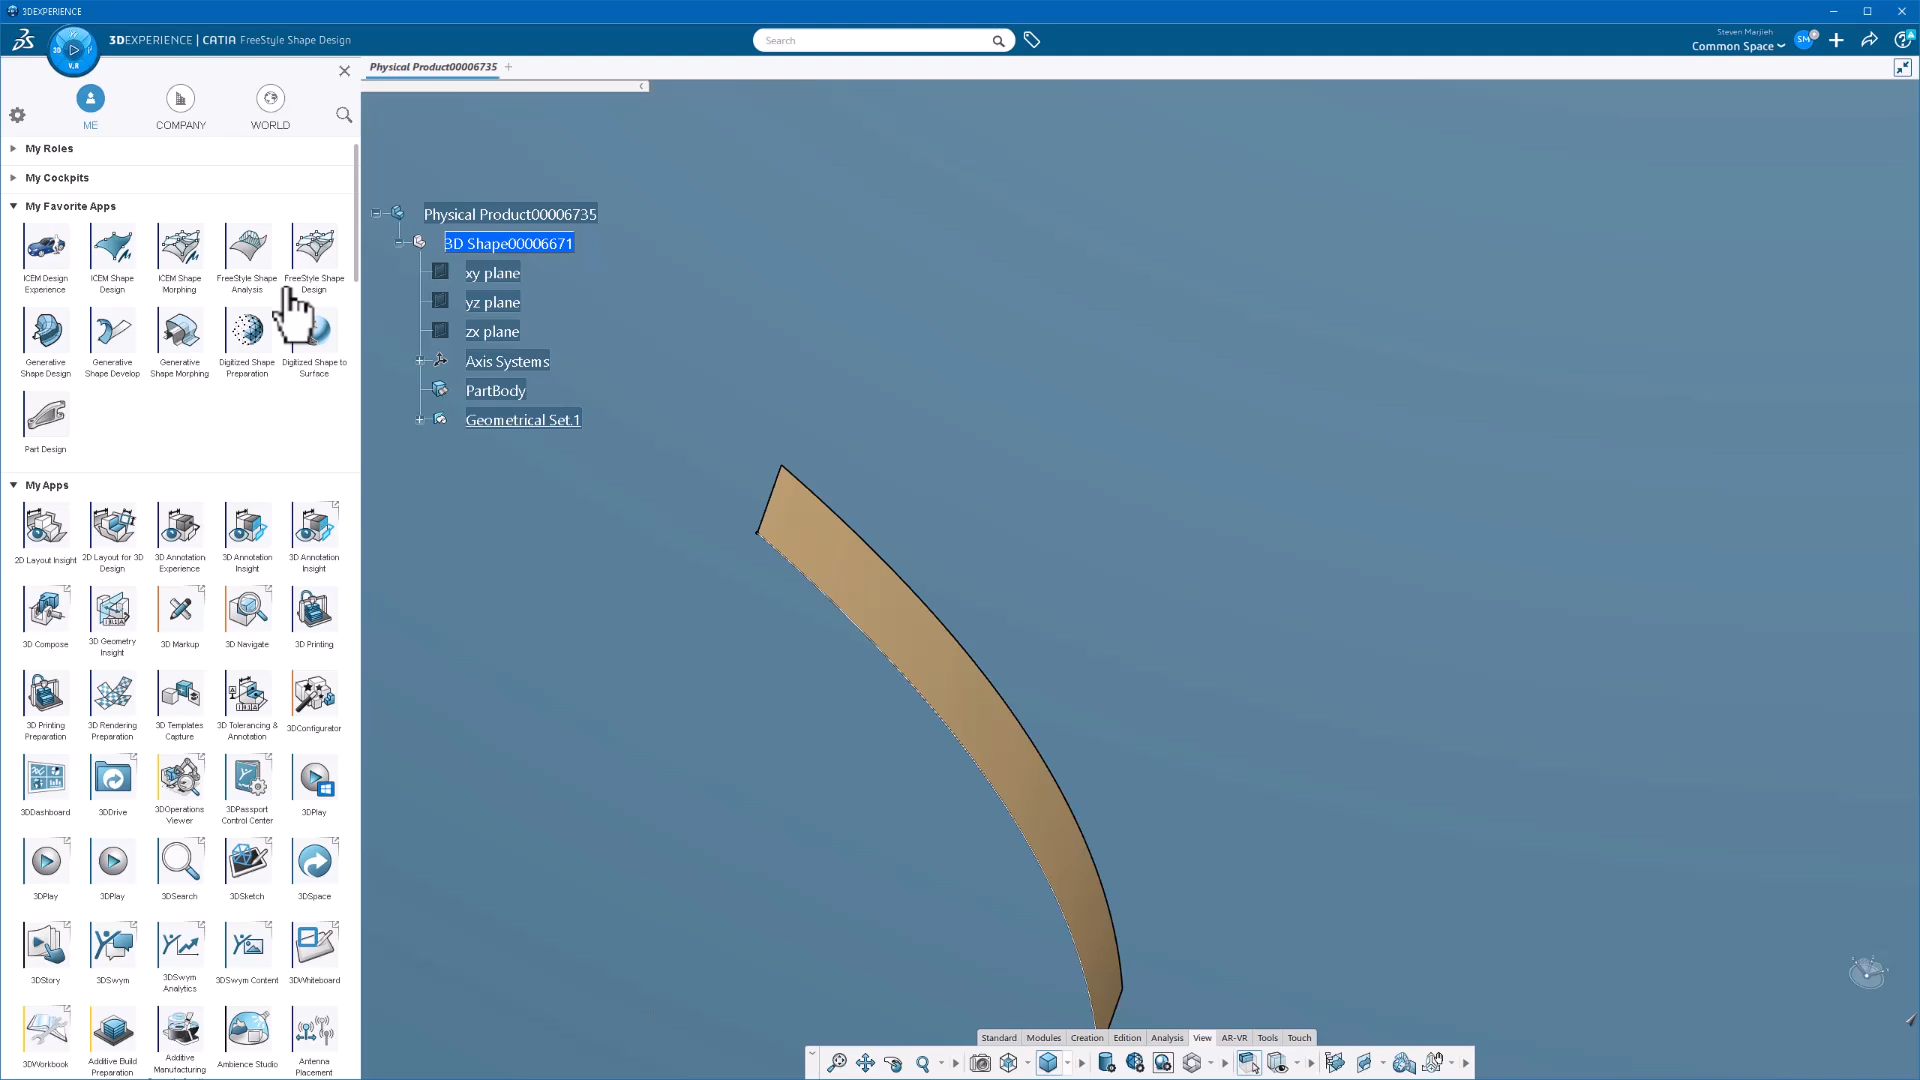 3DEXPERIENCE
3DEXPERIENCE | CATIA FreeStyle Shape Design
Search
Steven Marjieh
Common Space
SM
3D
V.R
Physical Product00006735
ME
COMPANY
WORLD
My Roles
My Cockpits
My Favorite Apps
ICEM Design Experience
ICEM Shape Design
ICEM Shape Morphing
FreeStyle Shape Analysis
FreeStyle Shape Design
Generative Shape Design
Generative Shape Develop
Generative Shape Morphing
Digitized Shape Preparation
Digitized Shape to Surface
Part Design
My Apps
2D Layout Insight
2D Layout for 3D Design
3D Annotation Experience
3D Annotation Insight
3D Annotation Insight
3D Compose
3D Geometry Insight
3D Markup
3D Navigate
3D Printing
3D Printing Preparation
3D Rendering Preparation
3D Templates Capture
3D Tolerancing & Annotation
3DConfigurator
3DDashboard
3DDrive
3DOperations Viewer
3DPassport Control Center
3DPlay
3DPlay
3DPlay
3DSearch
3DSketch
3DSpace
3DStory
3DSwym
3DSwym Analytics
3DSwym Content
3DWhiteboard
3DWorkbook
Additive Build Preparation
Additive Manufacturing
Ambience Studio
Antenna Placement
Physical Product00006735
3D Shape00006671
xy plane
yz plane
zx plane
Axis Systems
PartBody
Geometrical Set.1
Standard
Modules
Creation
Edition
Analysis
View
AR-VR
Tools
Touch